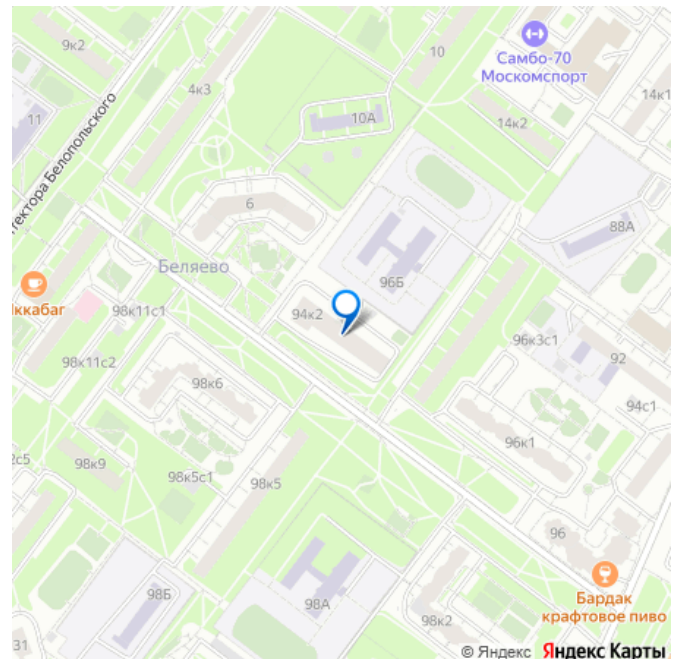 9к2
10
Самбо-70
Москомспорт
4к3
14к1
11
10А
14к2
тектора Белопольского
6
88А
Беляево
96Б
Іккабаг
98к11с1
94к2
96к3с1
92
98к11с2
98к6
94с1
96к1
2с5
98к9
98к5с1
98к5
96
98Б
98А
98к2
Бардак
крафтовое пиво
31
© Яндекс Яндекс Карты